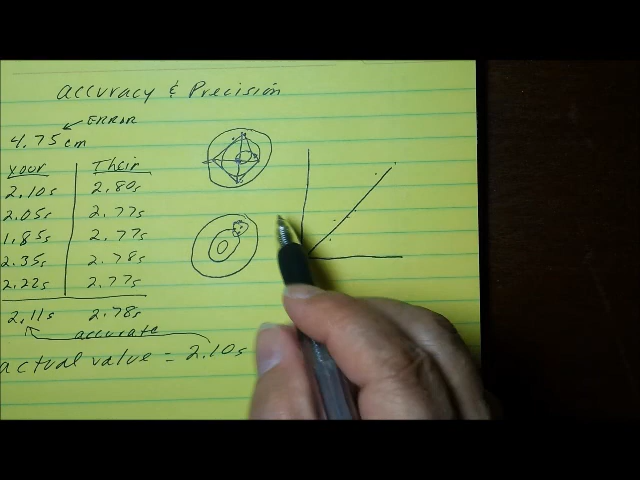 accuracy & Precision
ERROR
4.75 cm
your Their
2.10s 2.80s
2.05s 2.77s
1.85s 2.77s
2.35s 2.78s
2.22s 2.77s
2.11s 2.78s
accurate
actual value = 2.10s